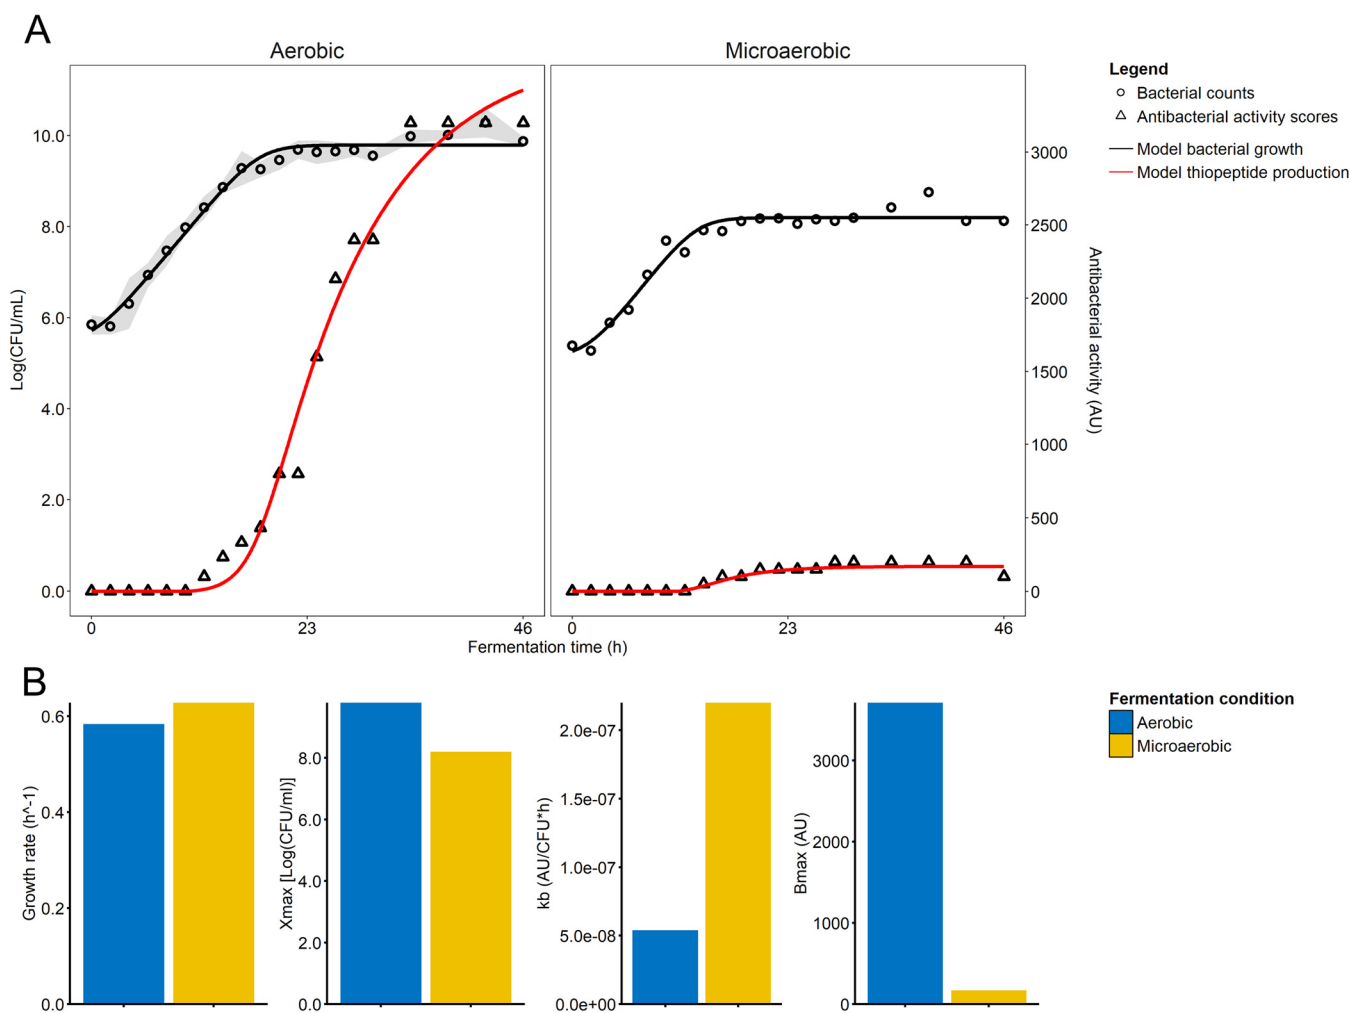 A
Aerobic
Microaerobic
Legend
Bacterial counts
Antibacterial activity scores
Model bacterial growth
Model thiopeptide production
Log(CFU/mL)
10.0
8.0
6.0
4.0
2.0
0.0
3000
2500
2000
1500
1000
500
0
Antibacterial activity (AU)
0
23
46
0
23
46
Fermentation time (h)
B
Growth rate (h^-1)
0.6
0.4
0.2
0.0
Xmax [Log(CFU/ml)]
8.0
4.0
2.0
0.0
kb (AU/CFU*h)
2.0e-07
1.5e-07
1.0e-07
5.0e-08
0.0e+00
Bmax (AU)
3000
2000
1000
0
Fermentation condition
Aerobic
Microaerobic